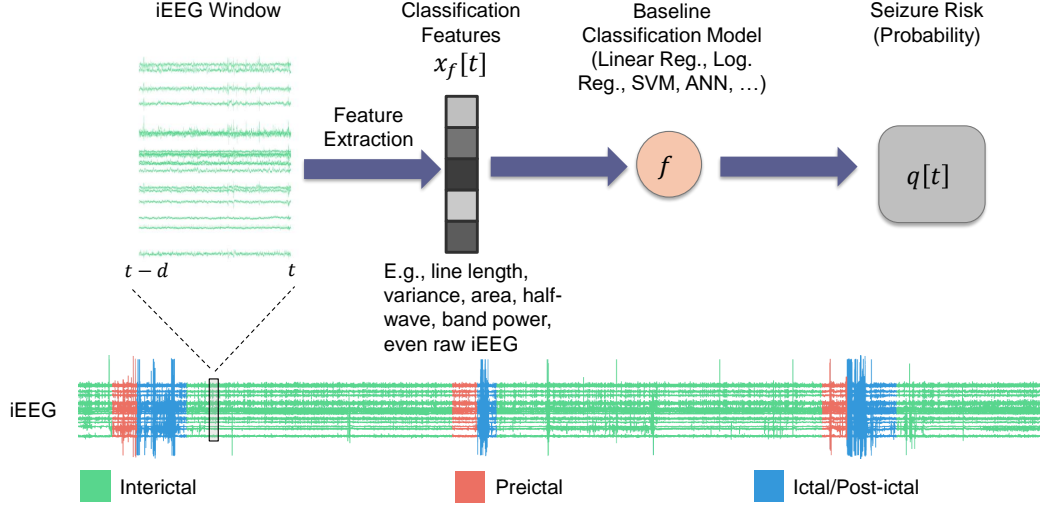 iEEG Window
Classification
Features
x_f[t]
Baseline
Classification Model
(Linear Reg., Log.
Reg., SVM, ANN, …)
Seizure Risk
(Probability)
Feature
Extraction
f
q[t]
t − d
t
E.g., line length,
variance, area, half-
wave, band power,
even raw iEEG
iEEG
Interictal
Preictal
Ictal/Post-ictal